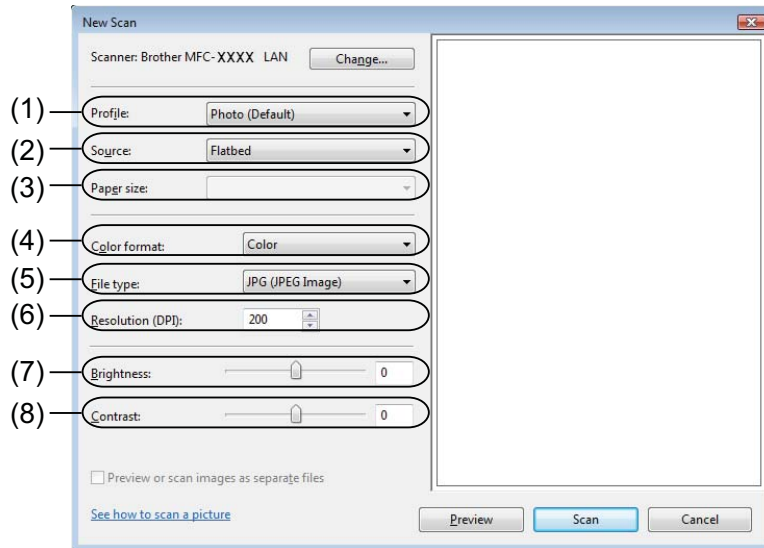 New Scan
Scanner: Brother MFC-XXXX LAN Change...
(1) Profile: Photo (Default)
(2) Source: Flatbed
(3) Paper size:
(4) Color format: Color
(5) File type: JPG (JPEG Image)
(6) Resolution (DPI): 200
(7) Brightness: 0
(8) Contrast: 0
Preview or scan images as separate files
See how to scan a picture
Preview Scan Cancel